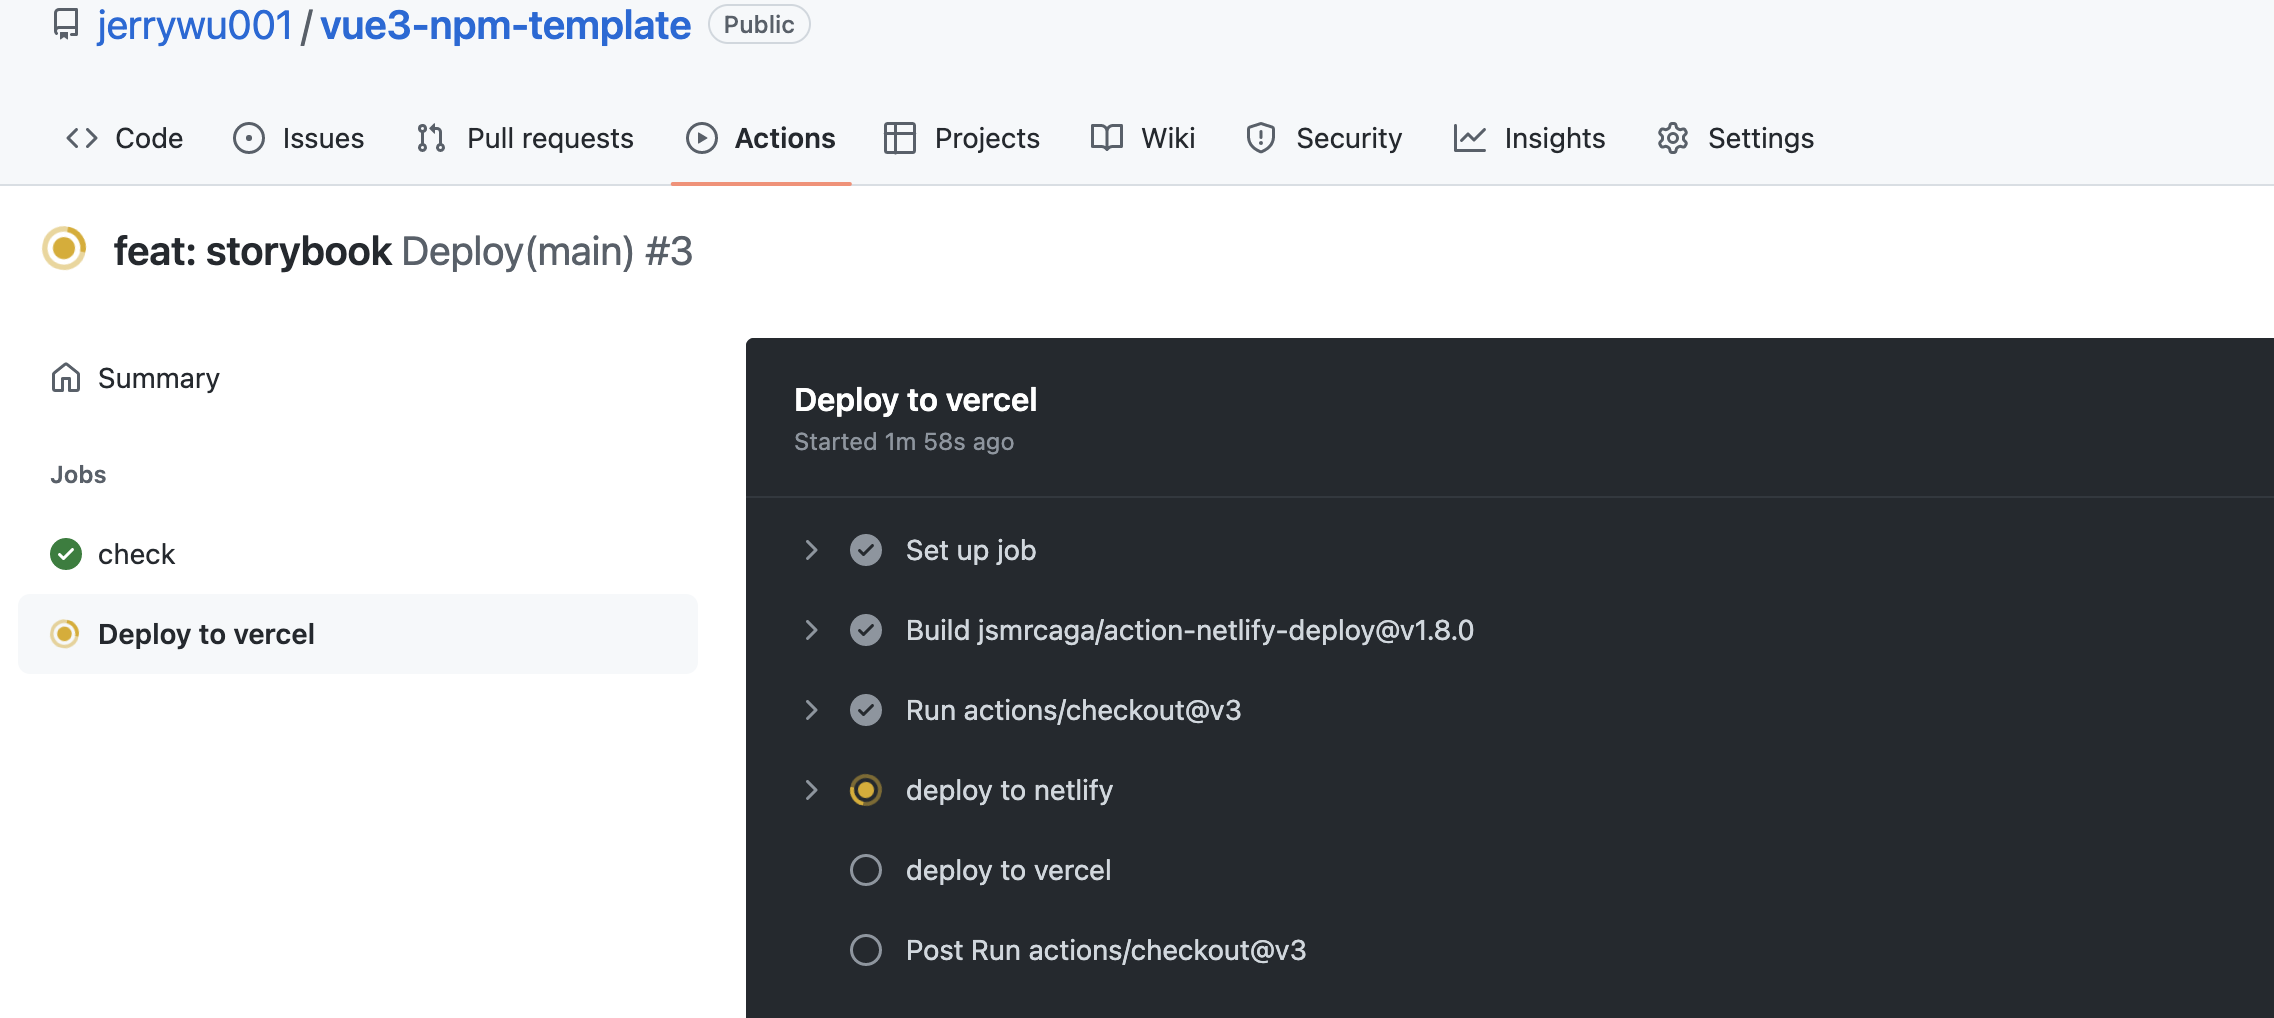 jerrywu001 / vue3-npm-template Public
Code Issues Pull requests Actions Projects Wiki Security Insights Settings
feat: storybook Deploy(main) #3
Summary
Jobs
check
Deploy to vercel
Deploy to vercel
Started 1m 58s ago
Set up job
Build jsmrcaga/action-netlify-deploy@v1.8.0
Run actions/checkout@v3
deploy to netlify
deploy to vercel
Post Run actions/checkout@v3